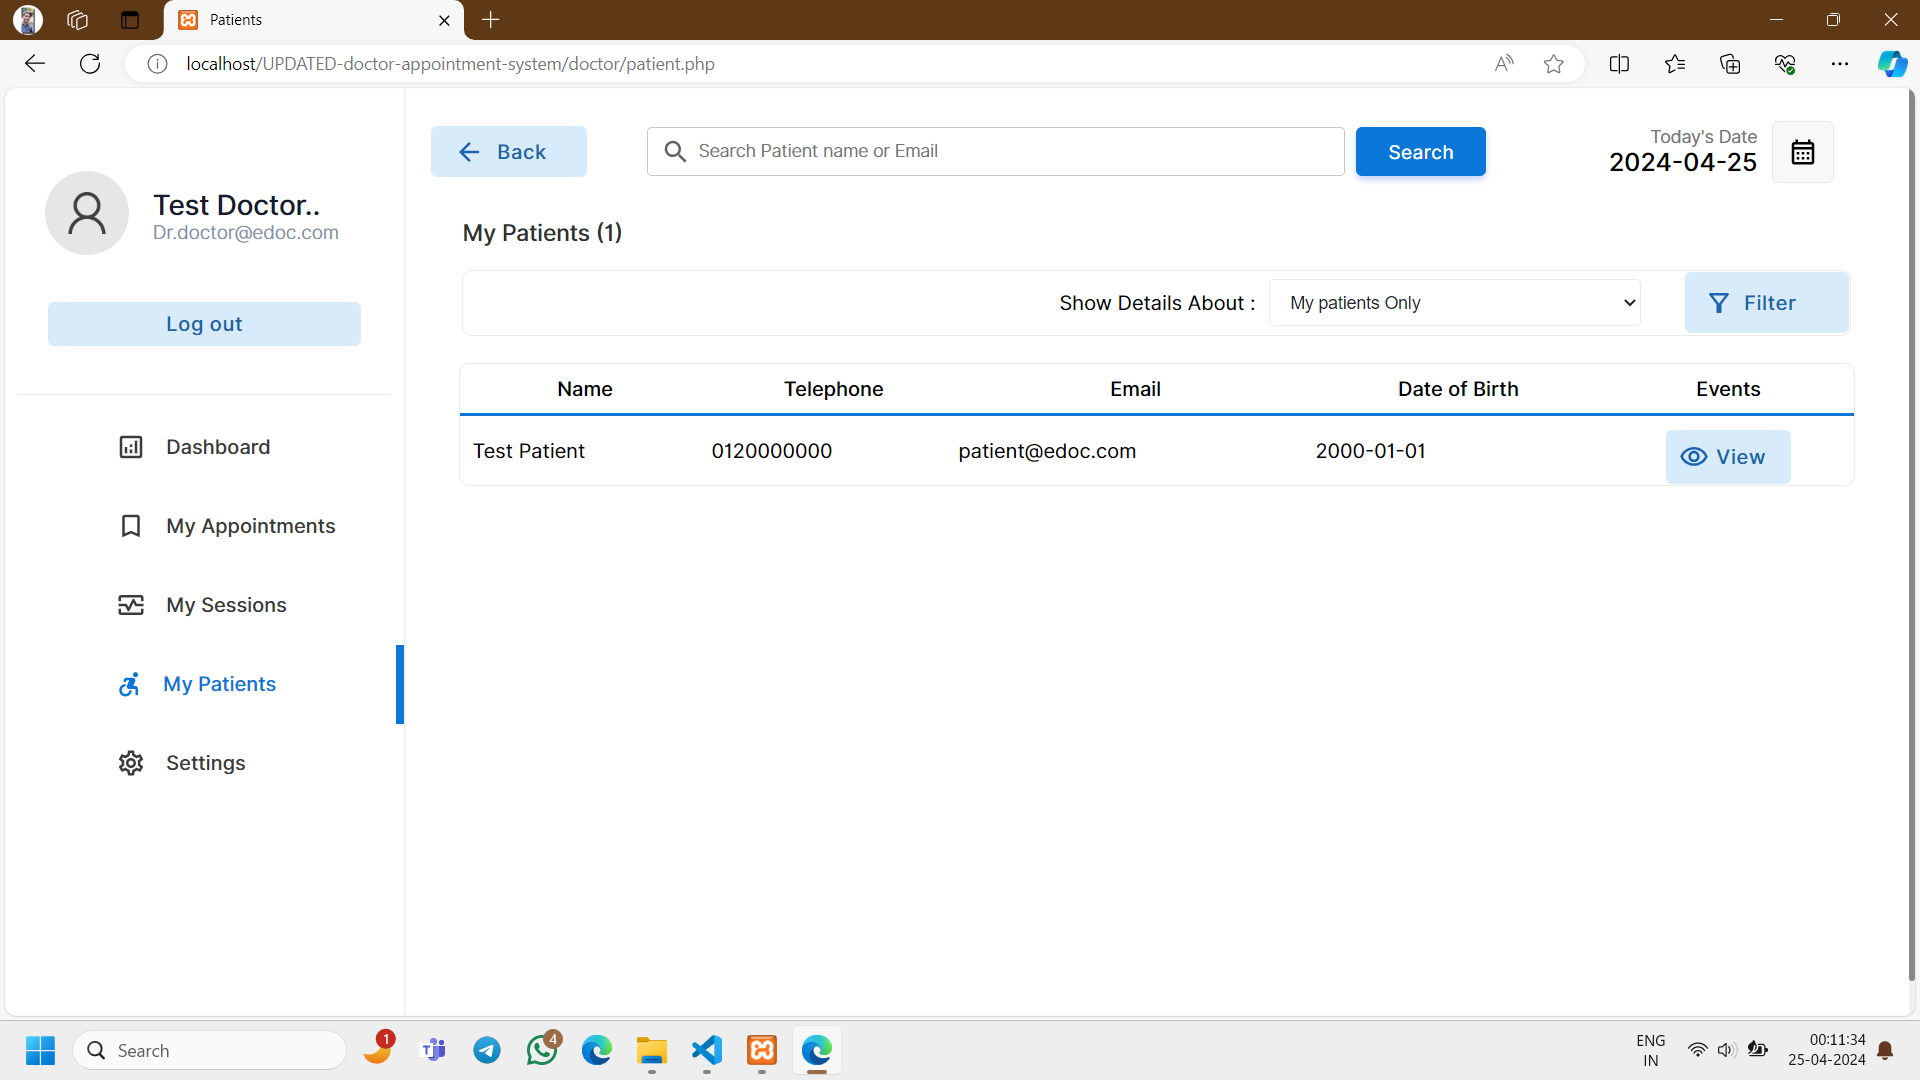 Patients
localhost/UPDATED-doctor-appointment-system/doctor/patient.php
Test Doctor..
Dr.doctor@edoc.com
Log out
Dashboard
My Appointments
My Sessions
My Patients
Settings
Back
Search Patient name or Email
Search
Today's Date
2024-04-25
My Patients (1)
Show Details About :
My patients Only
Filter
Name Telephone Email Date of Birth Events
Test Patient 0120000000 patient@edoc.com 2000-01-01 View
Search
1
4
ENG
IN
00:11:34
25-04-2024